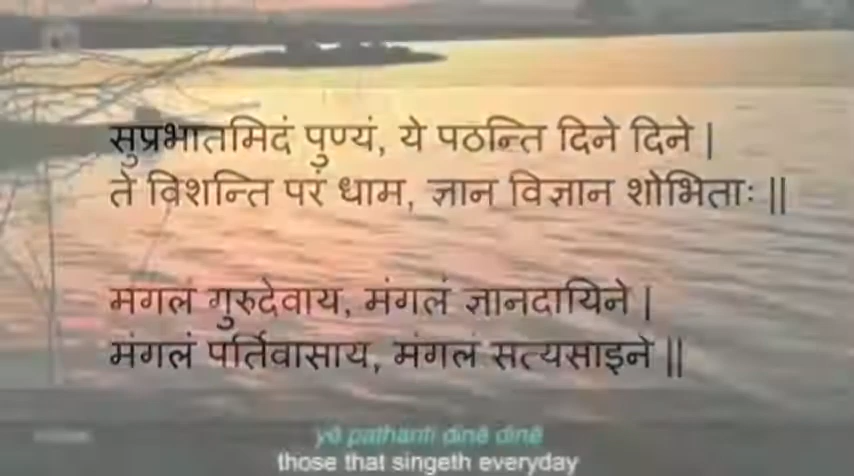 सुप्रभातमिदं पुण्यं, ये पठन्ति दिने दिने |
ते विशन्ति परं धाम, ज्ञान विज्ञान शोभिताः ||
मंगलं गुरुदेवाय, मंगलं ज्ञानदायिने |
मंगलं पर्तिवासाय, मंगलं सत्यसाइने ||
yē pathanti dinē dinē
those that singeth everyday